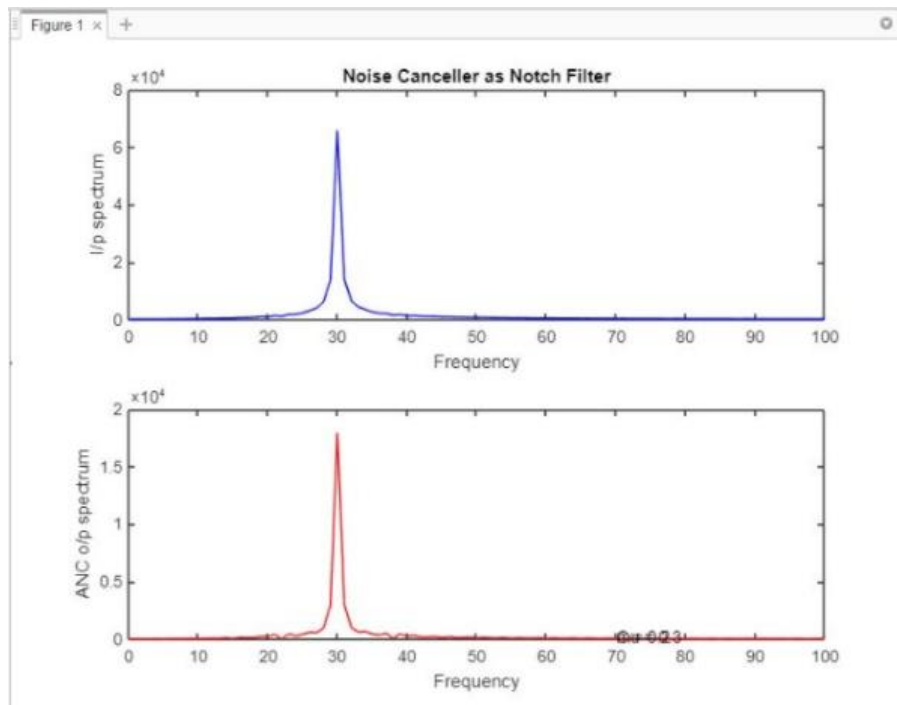 Figure 1 × +
Noise Canceller as Notch Filter
×10⁴
8
6
4
2
0
I/p spectrum
0 10 20 30 40 50 60 70 80 90 100
Frequency
×10⁴
2
1.5
1
0.5
0
ANC o/p spectrum
0 10 20 30 40 50 60 70 80 90 100
Frequency